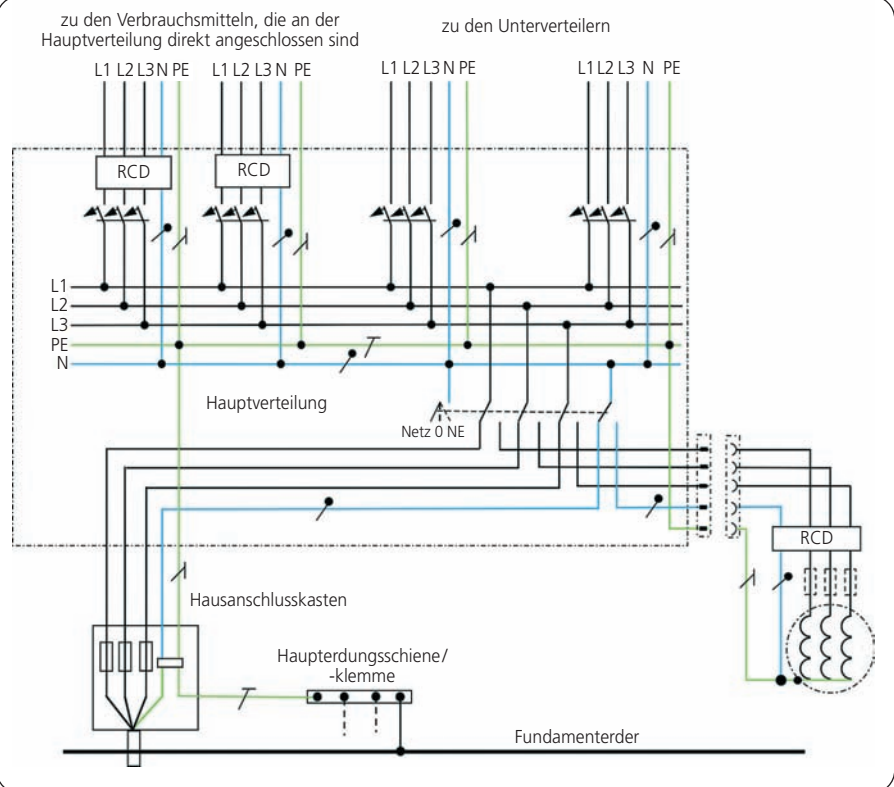 zu den Verbrauchsmitteln, die an der
Hauptverteilung direkt angeschlossen sind
zu den Unterverteilern
L1 L2 L3 N PE
L1 L2 L3 N PE
L1 L2 L3 N PE
L1 L2 L3 N PE
RCD
RCD
L1
L2
L3
PE
N
Hauptverteilung
Netz 0 NE
RCD
Hausanschlusskasten
Haupterdungsschiene/
-klemme
Fundamenterder